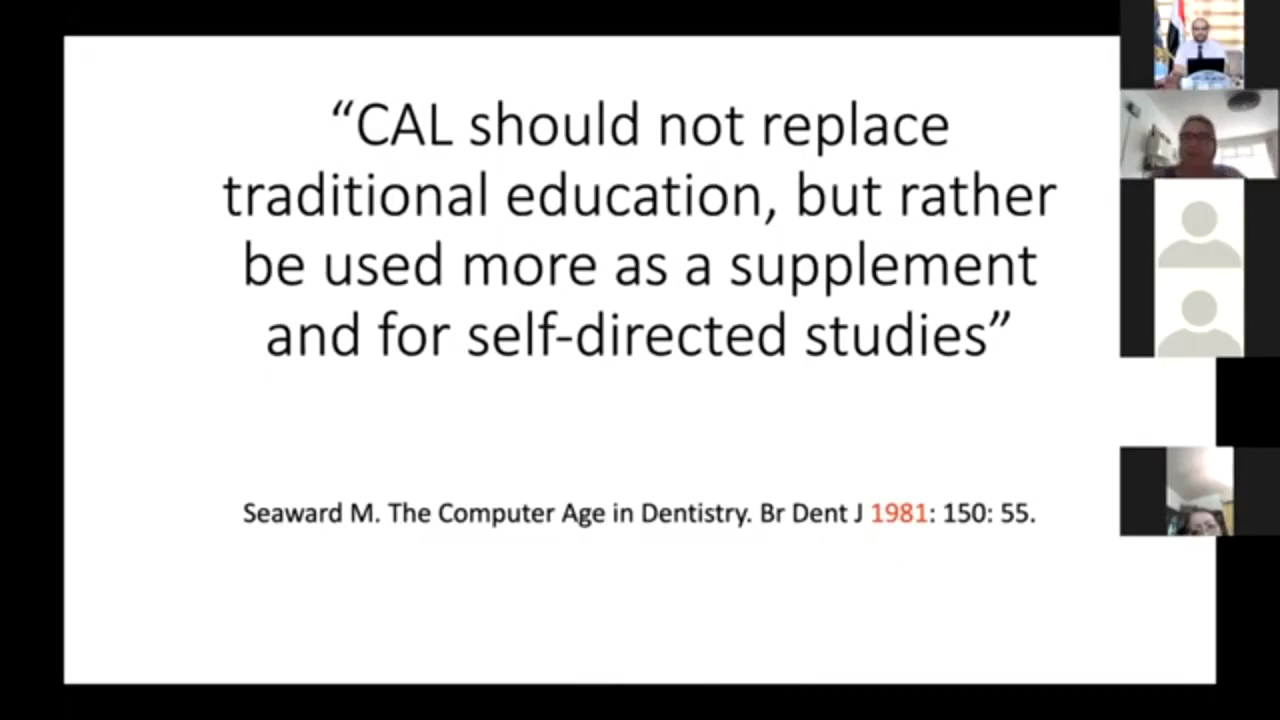 “CAL should not replace
traditional education, but rather
be used more as a supplement
and for self-directed studies”
Seaward M. The Computer Age in Dentistry. Br Dent J 1981: 150: 55.